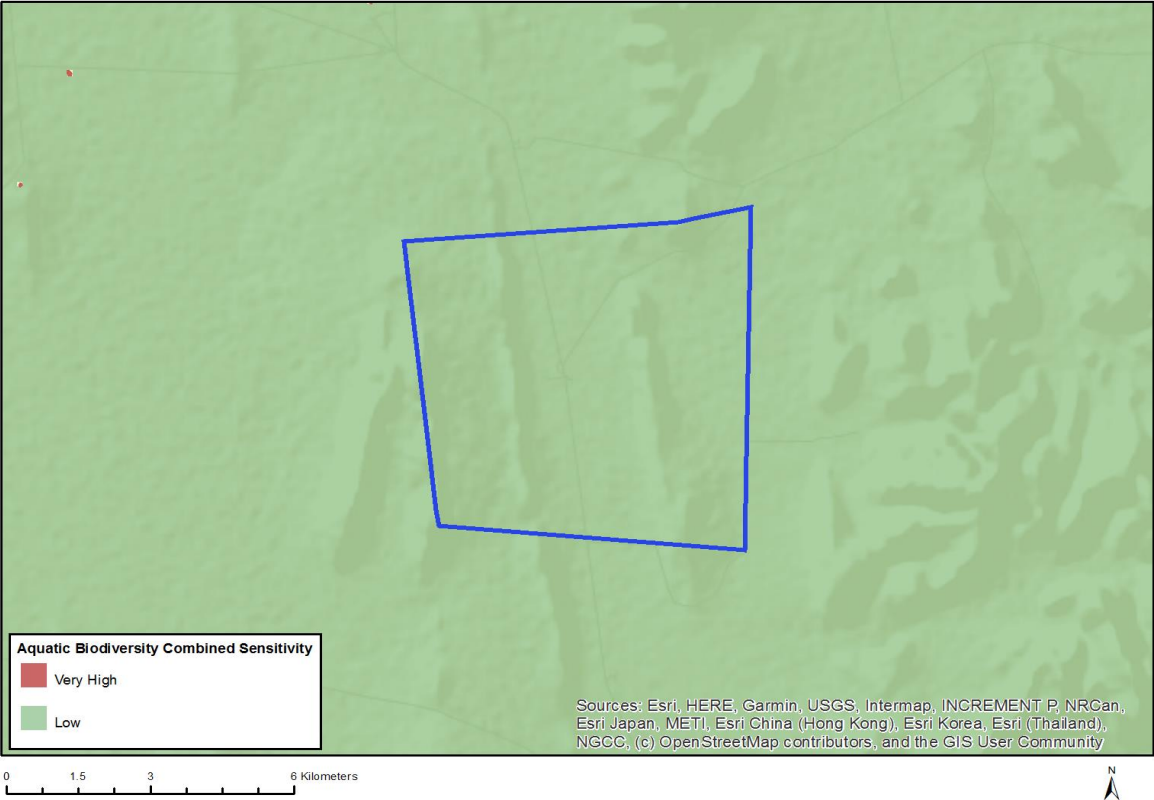 Aquatic Biodiversity Combined Sensitivity
Very High
Low
Sources: Esri, HERE, Garmin, USGS, Intermap, INCREMENT P, NRCan,
Esri Japan, METI, Esri China (Hong Kong), Esri Korea, Esri (Thailand),
NGCC, (c) OpenStreetMap contributors, and the GIS User Community
0 1.5 3 6 Kilometers
N